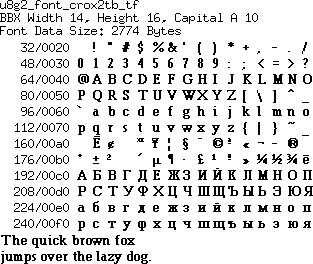 u8g2_font_crox2tb_tf
BBX Width 14, Height 16, Capital A 10
Font Data Size: 2774 Bytes
32/0020 ! " # $ % & ' ( ) * + , - . /
48/0030 0 1 2 3 4 5 6 7 8 9 : ; < = > ?
64/0040 @ A B C D E F G H I J K L M N O
80/0050 P Q R S T U V W X Y Z [ \ ] ^ _
96/0060 ` a b c d e f g h i j k l m n o
112/0070 p q r s t u v w x y z { | } ~
160/00a0 ¦ § © « ¬ - ®
176/00b0 ° ± ² ´ µ ¶ · ¹ » ¼ ½ ¾
192/00c0 А Б В Г Д Е Ж З И Й К Л М Н О П
208/00d0 Р С Т У Ф Х Ц Ч Ш Щ Ъ Ы Ь Э Ю Я
224/00e0 а б в г д е ж з и й к л м н о п
240/00f0 р с т у ф х ц ч ш щ ъ ы ь э ю я
The quick brown fox
jumps over the lazy dog.